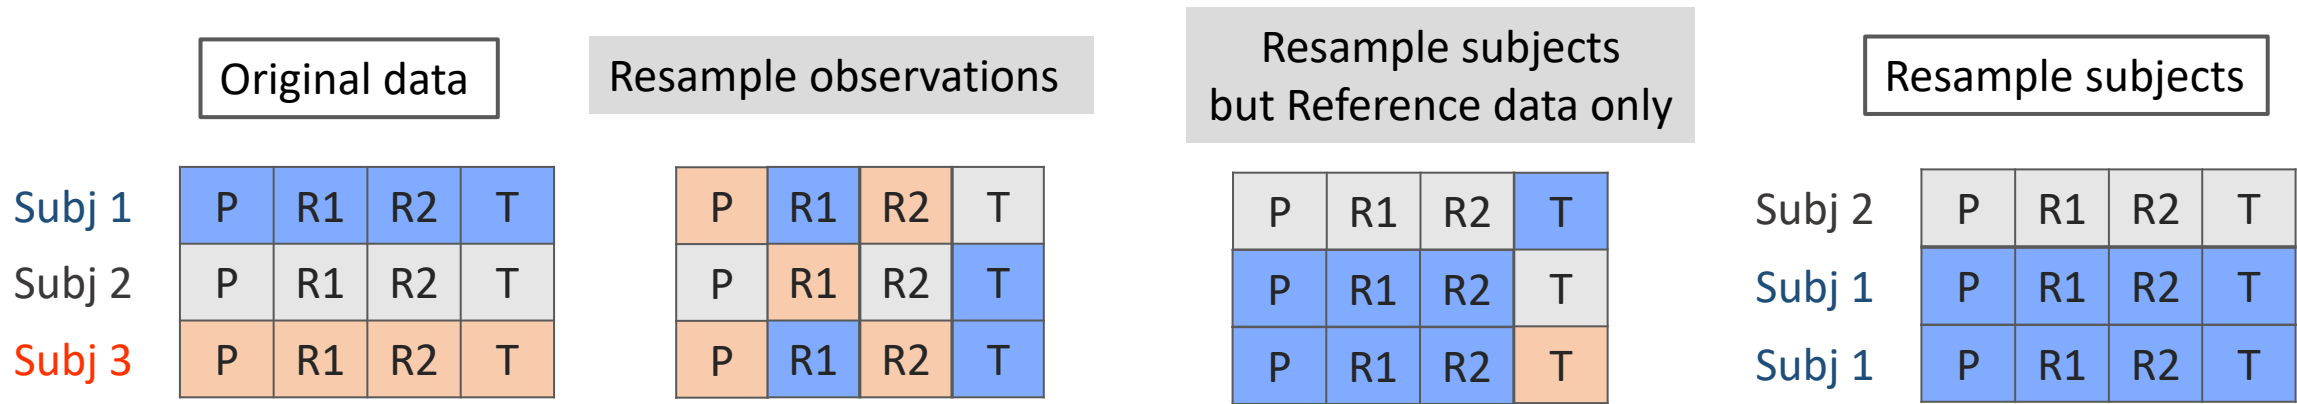 Original data
Resample observations
Resample subjects
but Reference data only
Resample subjects
Subj 1 P R1 R2 T
Subj 2 P R1 R2 T
Subj 3 P R1 R2 T
P R1 R2 T
P R1 R2 T
P R1 R2 T
P R1 R2 T
P R1 R2 T
P R1 R2 T
Subj 2 P R1 R2 T
Subj 1 P R1 R2 T
Subj 1 P R1 R2 T